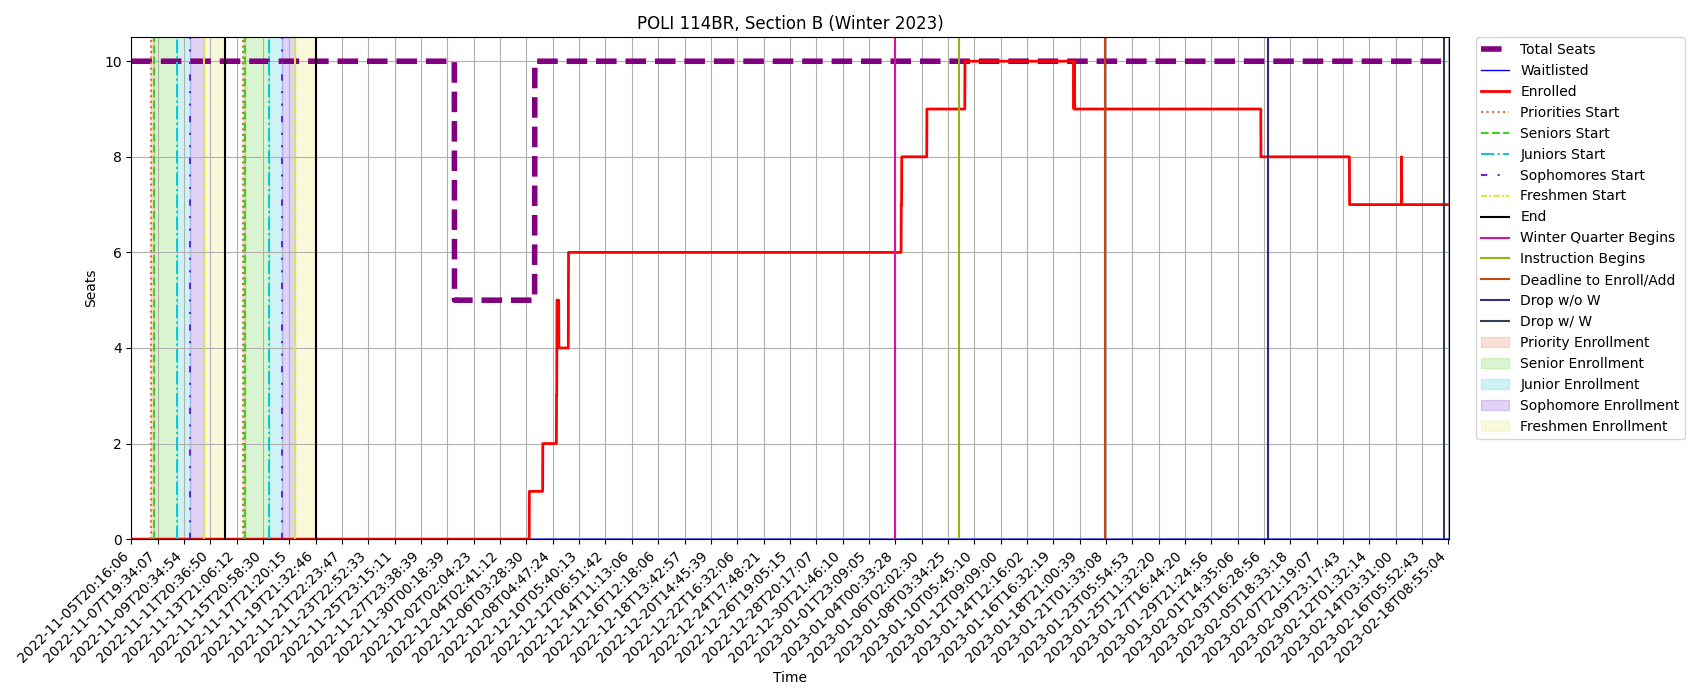 POLI 114BR, Section B (Winter 2023)
Seats
10
8
6
4
2
0
2022-11-05T20:16:06
2022-11-07T19:34:07
2022-11-09T20:34:54
2022-11-11T20:36:50
2022-11-13T21:06:12
2022-11-15T20:58:30
2022-11-17T21:20:15
2022-11-19T21:32:46
2022-11-21T22:23:47
2022-11-23T22:52:33
2022-11-25T23:15:11
2022-11-27T23:38:39
2022-11-30T00:18:39
2022-12-02T02:04:23
2022-12-04T02:41:12
2022-12-06T03:28:30
2022-12-08T04:47:24
2022-12-10T05:40:13
2022-12-12T06:51:42
2022-12-14T11:13:06
2022-12-16T12:18:06
2022-12-18T13:42:57
2022-12-20T14:45:39
2022-12-22T16:32:06
2022-12-24T17:48:21
2022-12-26T19:05:15
2022-12-28T20:17:07
2022-12-30T21:46:10
2023-01-01T23:09:05
2023-01-04T00:33:28
2023-01-06T02:02:30
2023-01-08T03:34:25
2023-01-10T05:45:10
2023-01-12T09:09:00
2023-01-14T12:16:02
2023-01-16T16:32:19
2023-01-18T21:00:39
2023-01-21T01:33:08
2023-01-23T05:54:53
2023-01-25T11:32:20
2023-01-27T16:44:20
2023-01-29T21:24:56
2023-02-01T14:35:06
2023-02-03T16:28:56
2023-02-05T18:33:18
2023-02-07T21:19:07
2023-02-09T23:17:43
2023-02-12T01:32:14
2023-02-14T03:31:00
2023-02-16T05:52:43
2023-02-18T08:55:04
Time
Total Seats
Waitlisted
Enrolled
Priorities Start
Seniors Start
Juniors Start
Sophomores Start
Freshmen Start
End
Winter Quarter Begins
Instruction Begins
Deadline to Enroll/Add
Drop w/o W
Drop w/ W
Priority Enrollment
Senior Enrollment
Junior Enrollment
Sophomore Enrollment
Freshmen Enrollment